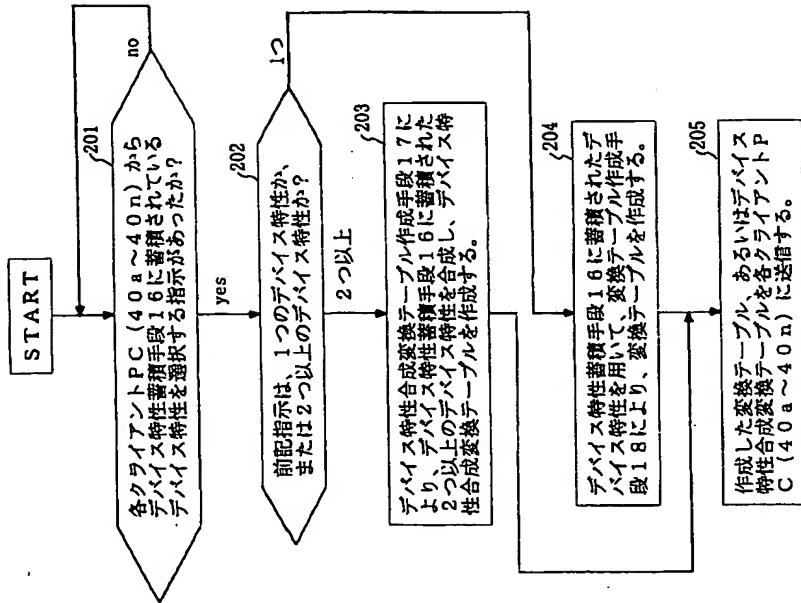 START
201
各クライアントPC(40a~40n)から
デバイス特性蓄積手段16に蓄積されている
デバイス特性を選択する指示があったか?
no
yes
202
前記指示は、1つのデバイス特性か、
または2つ以上のデバイス特性か?
1つ
2つ以上
203
デバイス特性合成変換テーブル作成手段17に
より、デバイス特性蓄積手段16に蓄積された
2つ以上のデバイス特性を合成し、デバイス特
性合成変換テーブルを作成する。
204
デバイス特性蓄積手段16に蓄積されたデ
バイス特性を用いて、変換テーブル作成手
段18により、変換テーブルを作成する。
205
作成した変換テーブル、あるいはデバイス
特性合成変換テーブルを各クライアントP
C(40a~40n)に送信する。